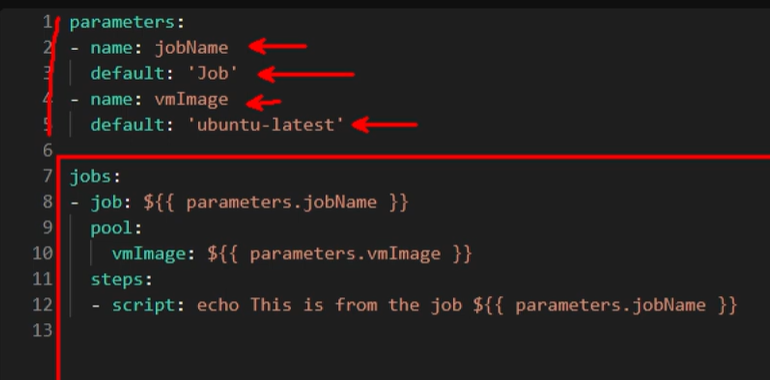 1 parameters:
2 - name: jobName
3 default: 'Job'
4 - name: vmImage
5 default: 'ubuntu-latest'
6
7 jobs:
8 - job: ${{ parameters.jobName }}
9 pool:
10 vmImage: ${{ parameters.vmImage }}
11 steps:
12 - script: echo This is from the job ${{ parameters.jobName }}
13